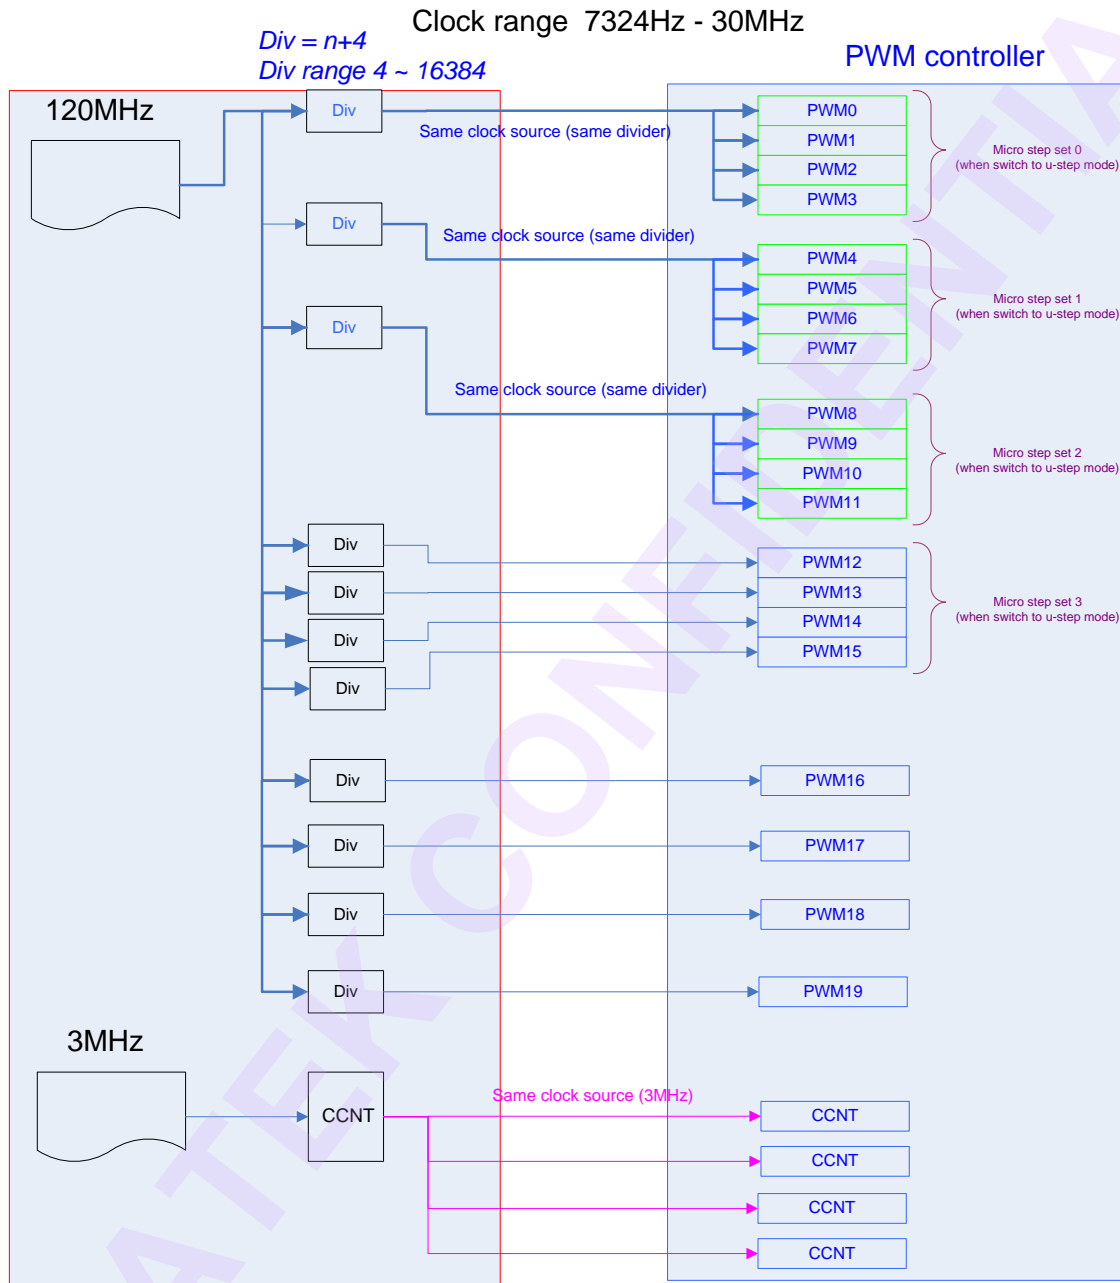 Clock range 7324Hz - 30MHz
Div = n+4
Div range 4 ~ 16384
PWM controller
120MHz
Div
Same clock source (same divider)
PWM0
PWM1
PWM2
PWM3
Micro step set 0
(when switch to u-step mode)
Div
Same clock source (same divider)
PWM4
PWM5
PWM6
PWM7
Micro step set 1
(when switch to u-step mode)
Div
Same clock source (same divider)
PWM8
PWM9
PWM10
PWM11
Micro step set 2
(when switch to u-step mode)
Div
PWM12
Div
PWM13
Div
PWM14
Div
PWM15
Micro step set 3
(when switch to u-step mode)
Div
PWM16
Div
PWM17
Div
PWM18
Div
PWM19
3MHz
CCNT
Same clock source (3MHz)
CCNT
CCNT
CCNT
CCNT
ATEK CONFIDENTIA